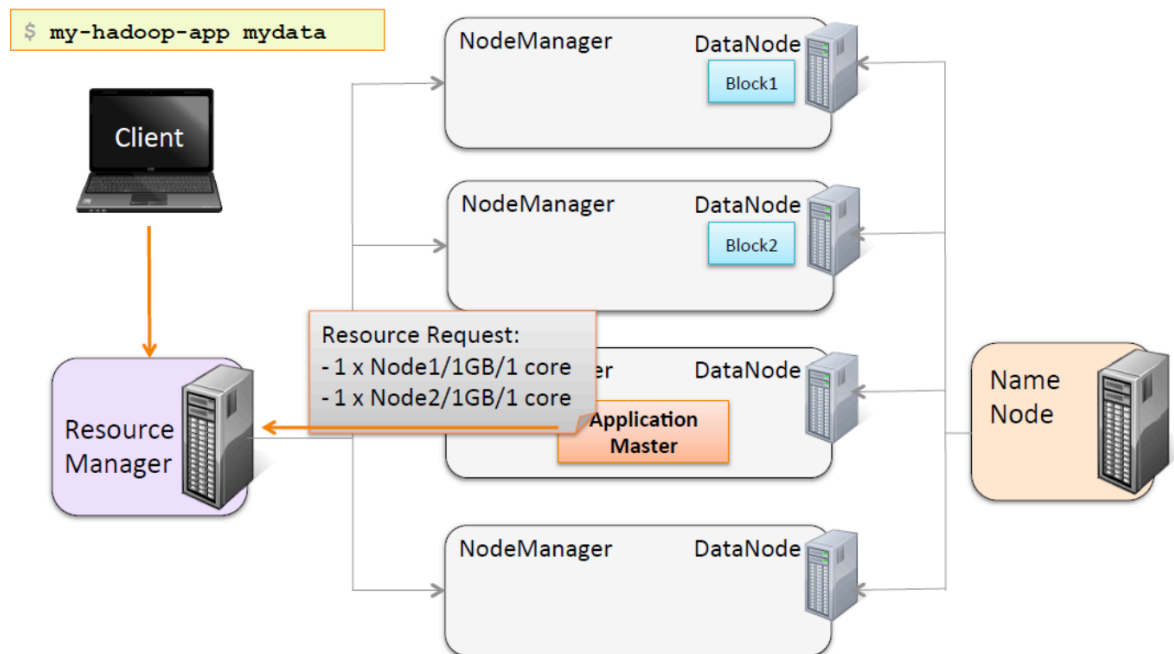 $ my-hadoop-app mydata
Client
NodeManager
DataNode
Block1
NodeManager
DataNode
Block2
Resource Request:
- 1 x Node1/1GB/1 core
- 1 x Node2/1GB/1 core
DataNode
Application
Master
Resource
Manager
Name
Node
NodeManager
DataNode